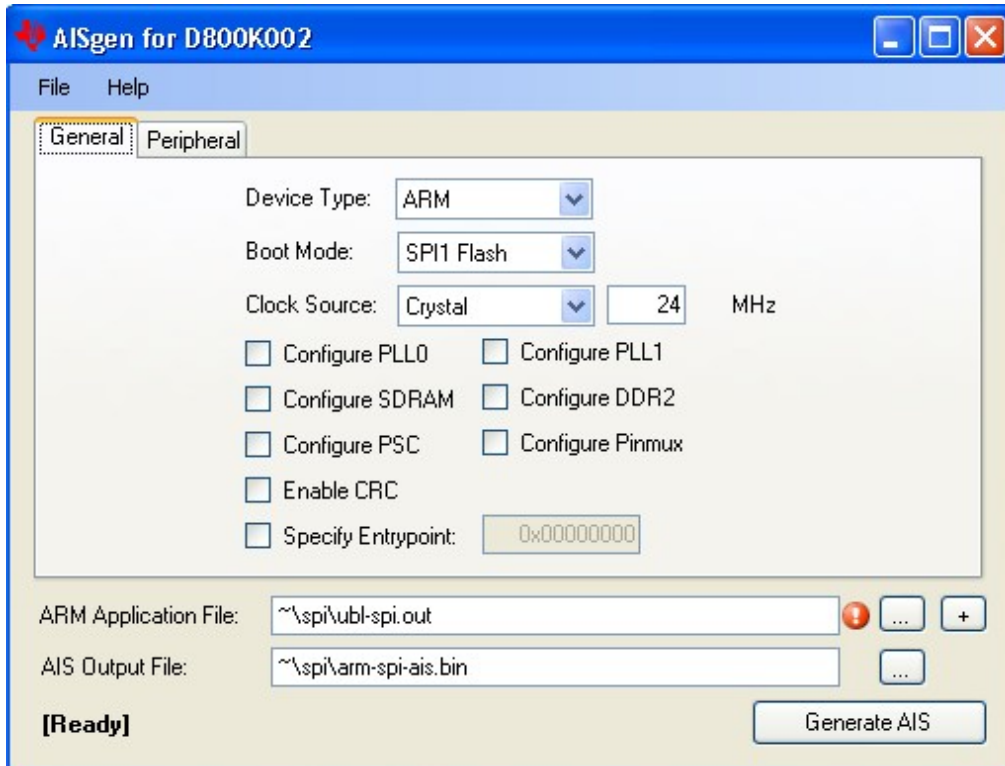 AISgen for D800K002
File Help
General Peripheral
Device Type: ARM
Boot Mode: SPI1 Flash
Clock Source: Crystal 24 MHz
Configure PLL0 Configure PLL1
Configure SDRAM Configure DDR2
Configure PSC Configure Pinmux
Enable CRC
Specify Entrypoint: 0x00000000
ARM Application File: ~\spi\ubl-spi.out ... +
AIS Output File: ~\spi\arm-spi-ais.bin ...
[Ready] Generate AIS